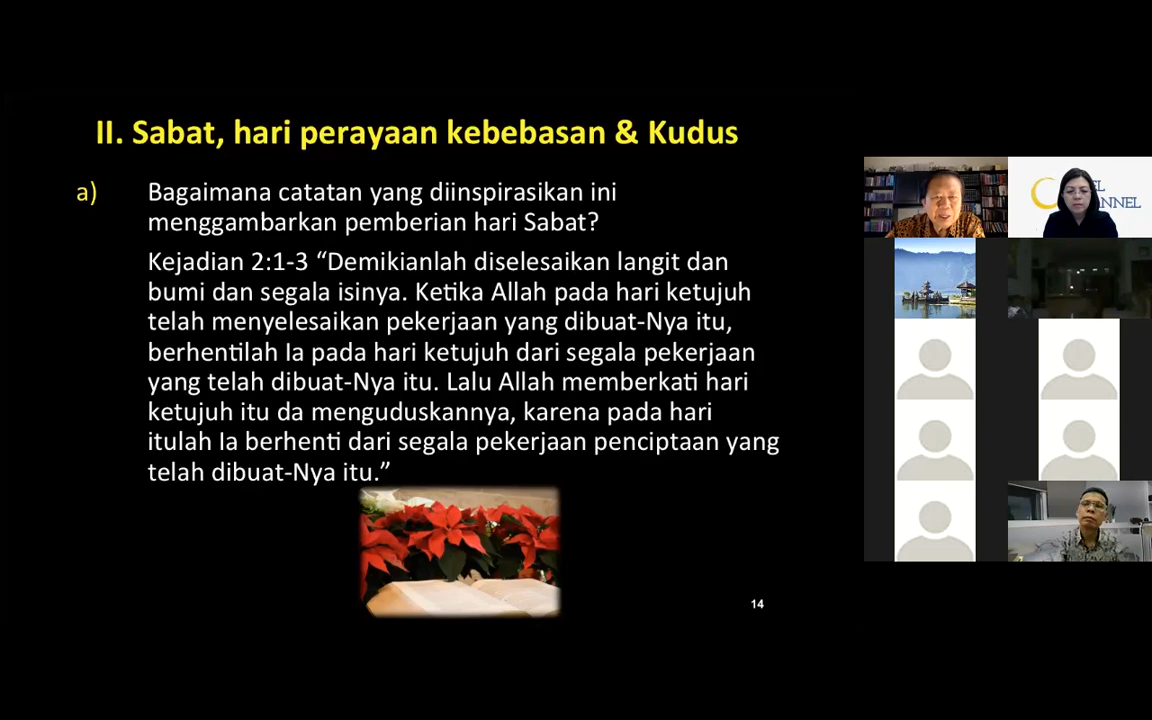 II. Sabat, hari perayaan kebebasan & Kudus
a) Bagaimana catatan yang diinspirasikan ini
menggambarkan pemberian hari Sabat?
Kejadian 2:1-3 “Demikianlah diselesaikan langit dan
bumi dan segala isinya. Ketika Allah pada hari ketujuh
telah menyelesaikan pekerjaan yang dibuat-Nya itu,
berhentilah Ia pada hari ketujuh dari segala pekerjaan
yang telah dibuat-Nya itu. Lalu Allah memberkati hari
ketujuh itu da menguduskannya, karena pada hari
itulah Ia berhenti dari segala pekerjaan penciptaan yang
telah dibuat-Nya itu.”
14